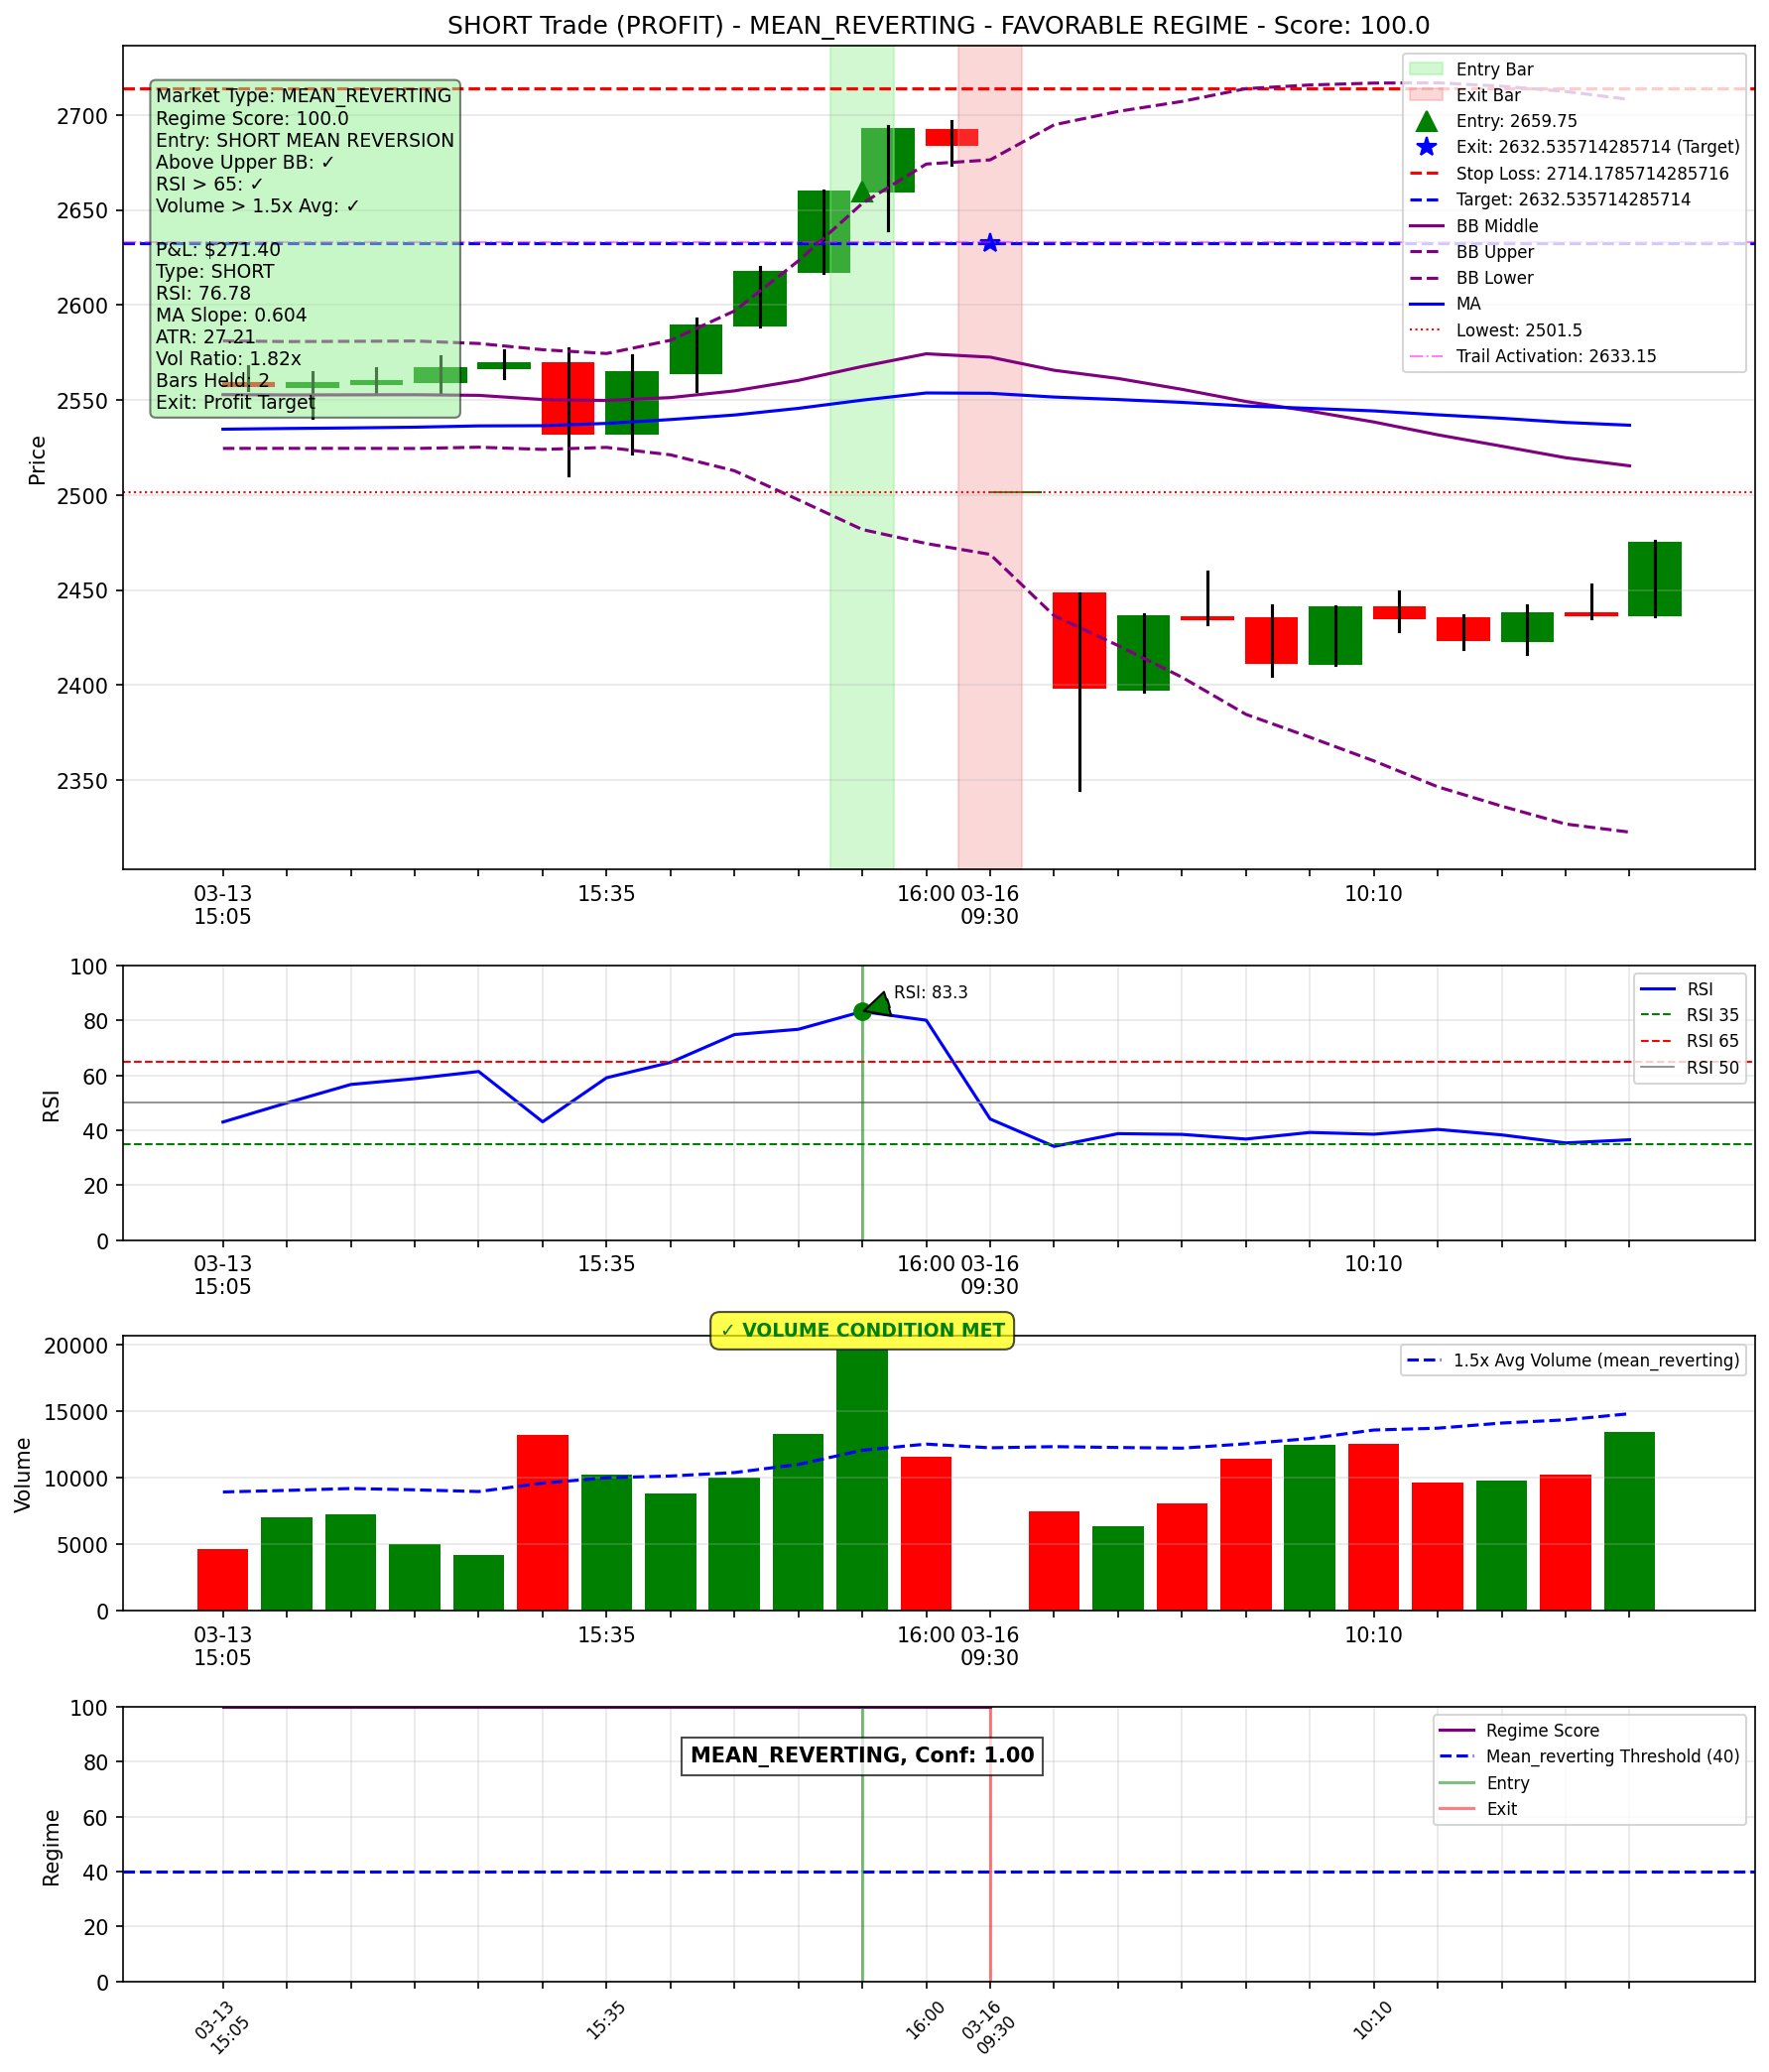 SHORT Trade (PROFIT) - MEAN_REVERTING - FAVORABLE REGIME - Score: 100.0
Price
2700
2650
2600
2550
2500
2450
2400
2350
Market Type: MEAN_REVERTING
Regime Score: 100.0
Entry: SHORT MEAN REVERSION
Above Upper BB: ✓
RSI > 65: ✓
Volume > 1.5x Avg: ✓
P&L: $271.40
Type: SHORT
RSI: 76.78
MA Slope: 0.604
ATR: 27.21
Vol Ratio: 1.82x
Bars Held: 2
Exit: Profit Target
Entry Bar
Exit Bar
Entry: 2659.75
Exit: 2632.535714285714 (Target)
Stop Loss: 2714.1785714285716
Target: 2632.535714285714
BB Middle
BB Upper
BB Lower
MA
Lowest: 2501.5
Trail Activation: 2633.15
03-13
15:05
15:35
16:00
03-16
09:30
10:10
RSI
100
80
60
40
20
0
RSI: 83.3
RSI
RSI 35
RSI 65
RSI 50
03-13
15:05
15:35
16:00
03-16
09:30
10:10
✓ VOLUME CONDITION MET
Volume
20000
15000
10000
5000
0
1.5x Avg Volume (mean_reverting)
03-13
15:05
15:35
16:00
03-16
09:30
10:10
Regime
100
80
60
40
20
0
MEAN_REVERTING, Conf: 1.00
Regime Score
Mean_reverting Threshold (40)
Entry
Exit
03-13
15:05
15:35
16:00
03-16
09:30
10:10